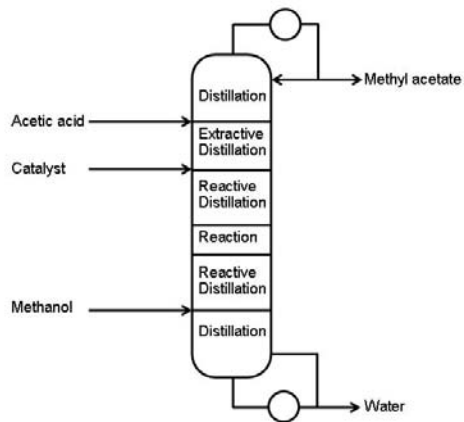 Distillation
Methyl acetate
Acetic acid
Extractive
Distillation
Catalyst
Reactive
Distillation
Reaction
Reactive
Distillation
Methanol
Distillation
Water